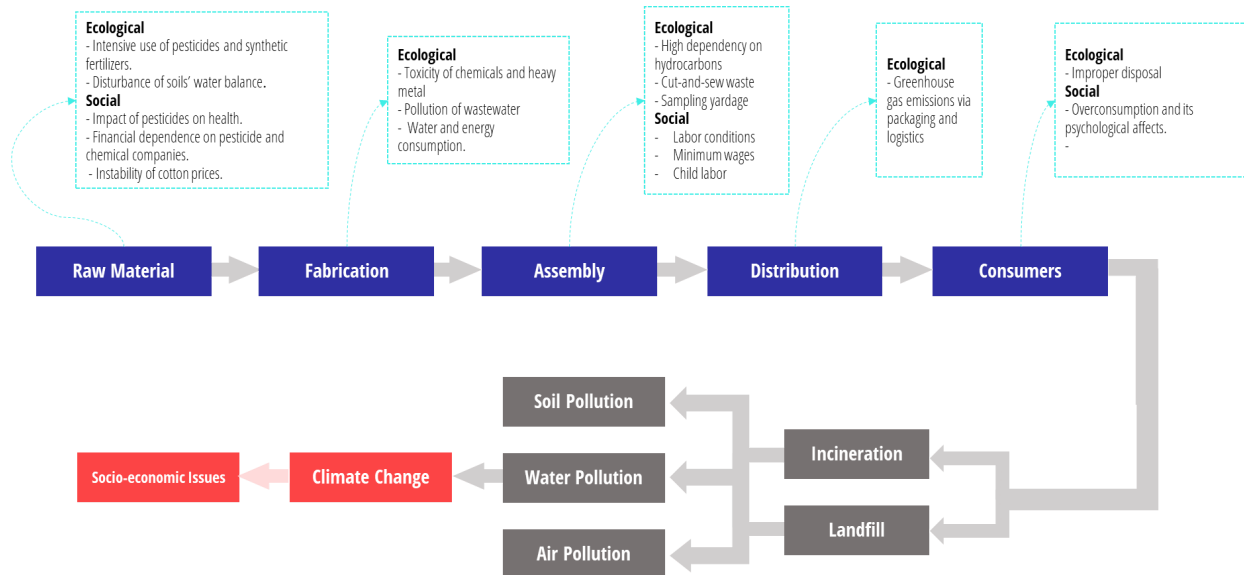 Ecological
- Intensive use of pesticides and synthetic
fertilizers.
- Disturbance of soils’ water balance.
Social
- Impact of pesticides on health.
- Financial dependence on pesticide and
chemical companies.
- Instability of cotton prices.
Ecological
- Toxicity of chemicals and heavy
metal
- Pollution of wastewater
- Water and energy
consumption.
Ecological
- High dependency on
hydrocarbons
- Cut-and-sew waste
- Sampling yardage
Social
- Labor conditions
- Minimum wages
- Child labor
Ecological
- Greenhouse
gas emissions via
packaging and
logistics
Ecological
- Improper disposal
Social
- Overconsumption and its
psychological affects.
-
Raw Material
Fabrication
Assembly
Distribution
Consumers
Soil Pollution
Incineration
Socio-economic Issues
Climate Change
Water Pollution
Landfill
Air Pollution